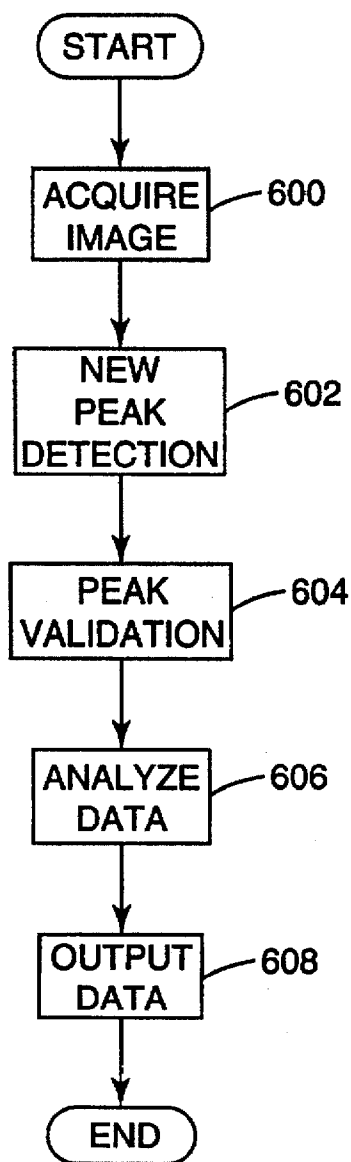 START
ACQUIRE
IMAGE
600
NEW
PEAK
DETECTION
602
PEAK
VALIDATION
604
ANALYZE
DATA
606
OUTPUT
DATA
608
END